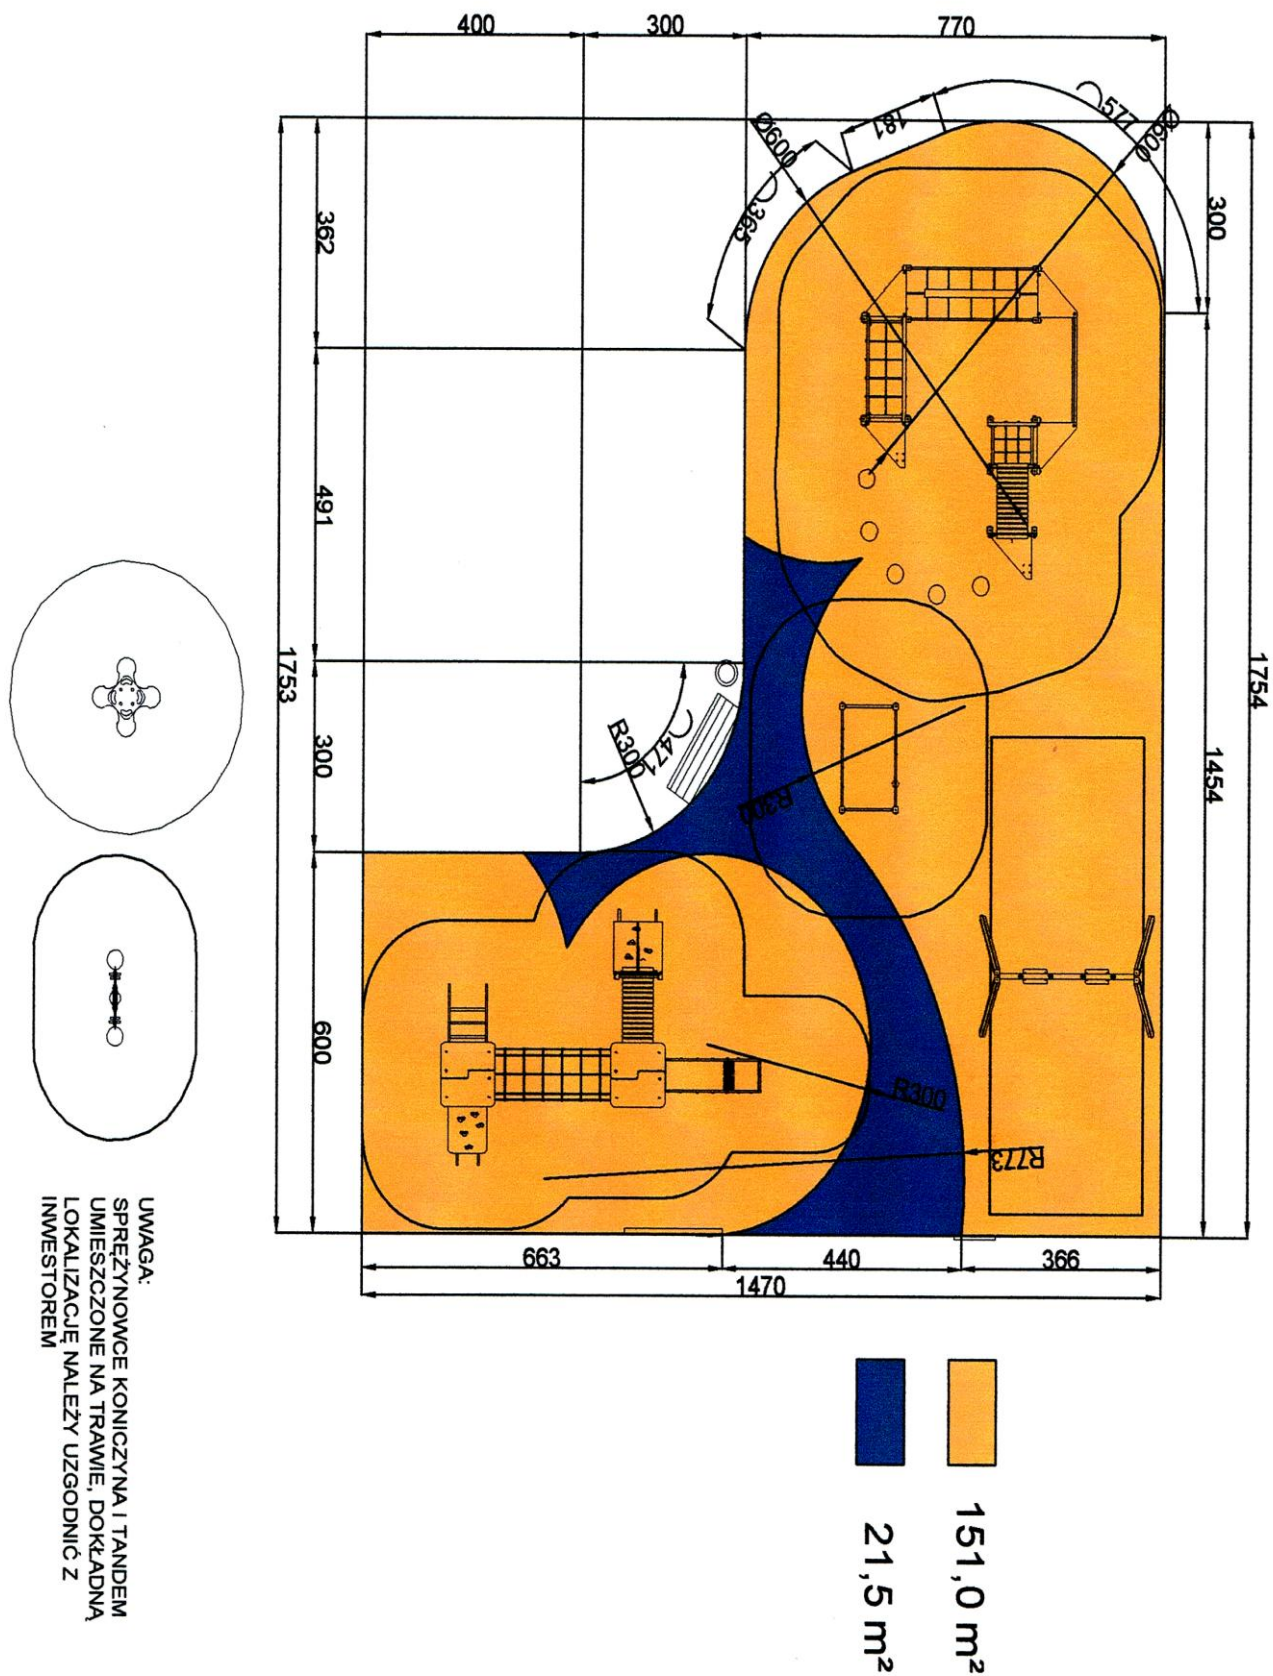 400
300
770
577
Ø600
181
Ø600
365
300
362
491
1754
1753
1454
300
471
R300
R300
600
R300
R773
663
440
366
1470
151,0 m²
21,5 m²
UWAGA:
SPRĘŻYNOWCE KONICZYNA I TANDEM
UMIESZCZONE NA TRAWIE, DOKŁADNĄ
LOKALIZACJĘ NALEŻY UZGODNIĆ Z
INWESTOREM